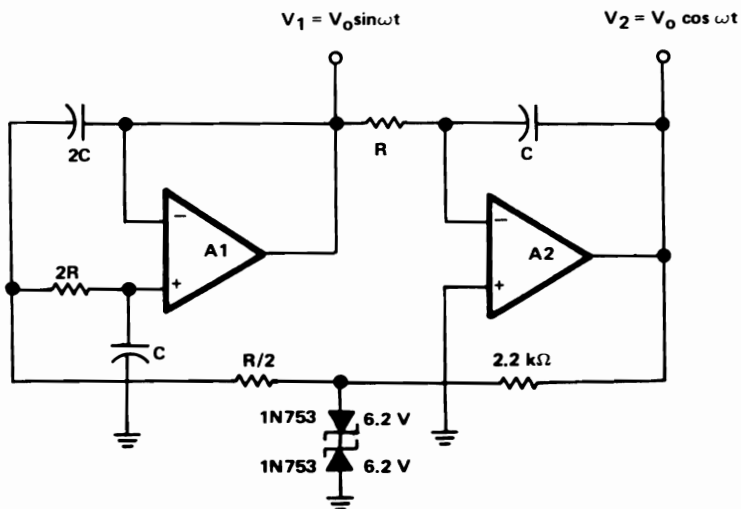 V1 = Vosinωt
V2 = Vo cos ωt
2C
R
C
A1
−
+
A2
−
+
2R
C
R/2
2.2 kΩ
1N753 6.2 V
1N753 6.2 V